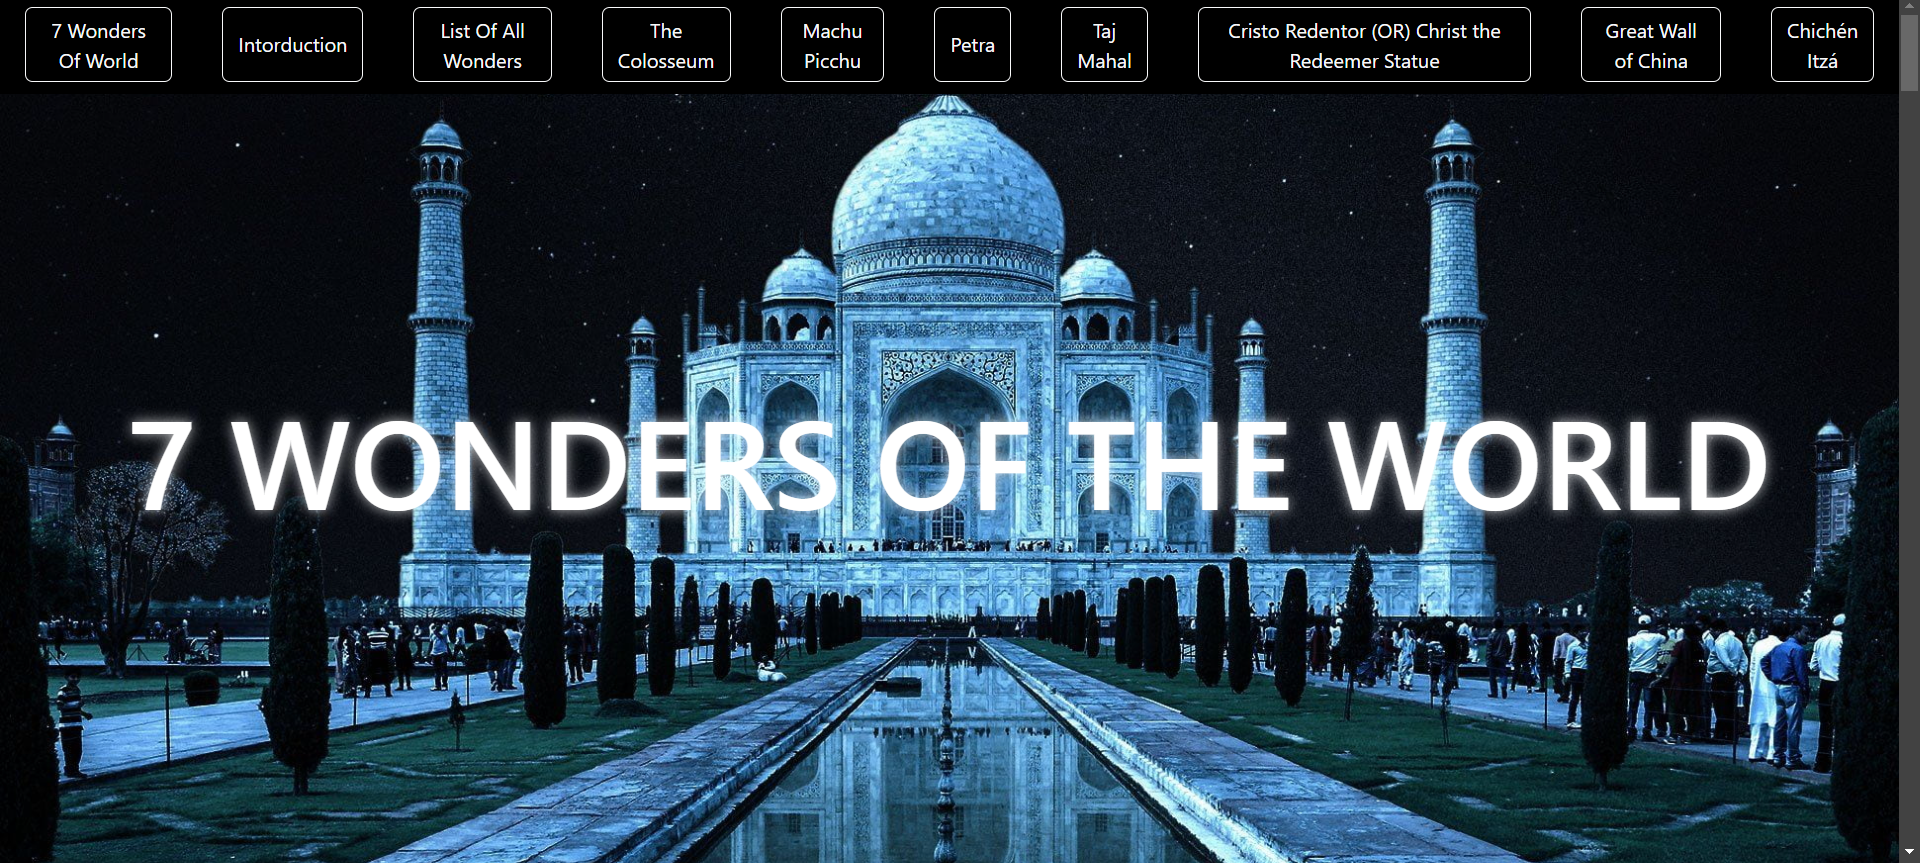 7 Wonders
Of World
Intorduction
List Of All
Wonders
The
Colosseum
Machu
Picchu
Petra
Taj
Mahal
Cristo Redentor (OR) Christ the
Redeemer Statue
Great Wall
of China
Chichén
Itzá
7 WONDERS OF THE WORLD